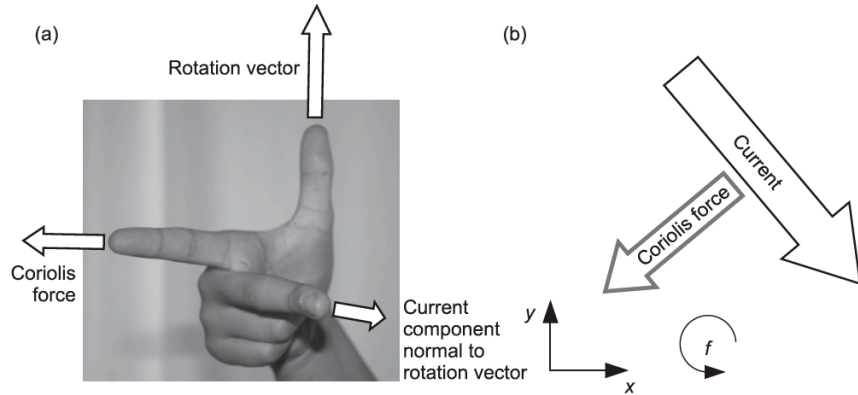 (a)
Rotation vector
Coriolis
force
Current
component
normal to
rotation vector
(b)
Current
Coriolis force
y
x
f